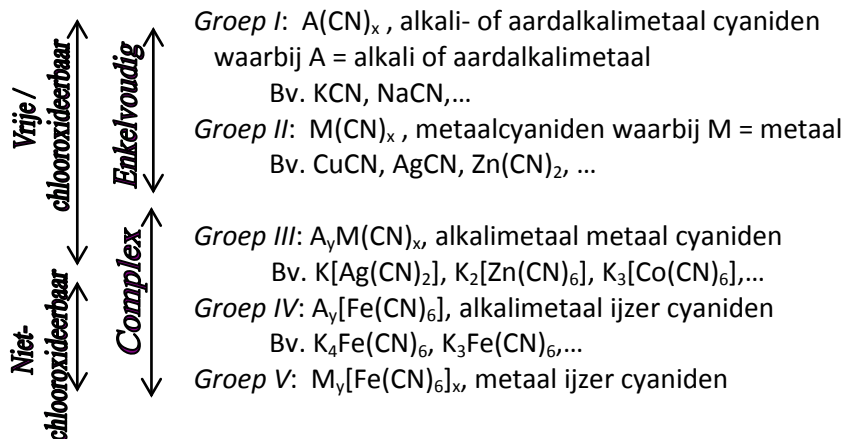 Groep I: A(CN)x , alkali- of aardalkalimetaal cyaniden
waarbij A = alkali of aardalkalimetaal
Bv. KCN, NaCN,...
Groep II: M(CN)x , metaalcyaniden waarbij M = metaal
Bv. CuCN, AgCN, Zn(CN)2, ...
Groep III: AyM(CN)x, alkalimetaal metaal cyaniden
Bv. K[Ag(CN)2], K2[Zn(CN)6], K3[Co(CN)6],...
Groep IV: Ay[Fe(CN)6], alkalimetaal ijzer cyaniden
Bv. K4Fe(CN)6, K3Fe(CN)6,...
Groep V: My[Fe(CN)6]x, metaal ijzer cyaniden
Vrije /
chlooroxideerbaar
Enkelvoudig
Complex
Niet-
chlooroxideerbaar